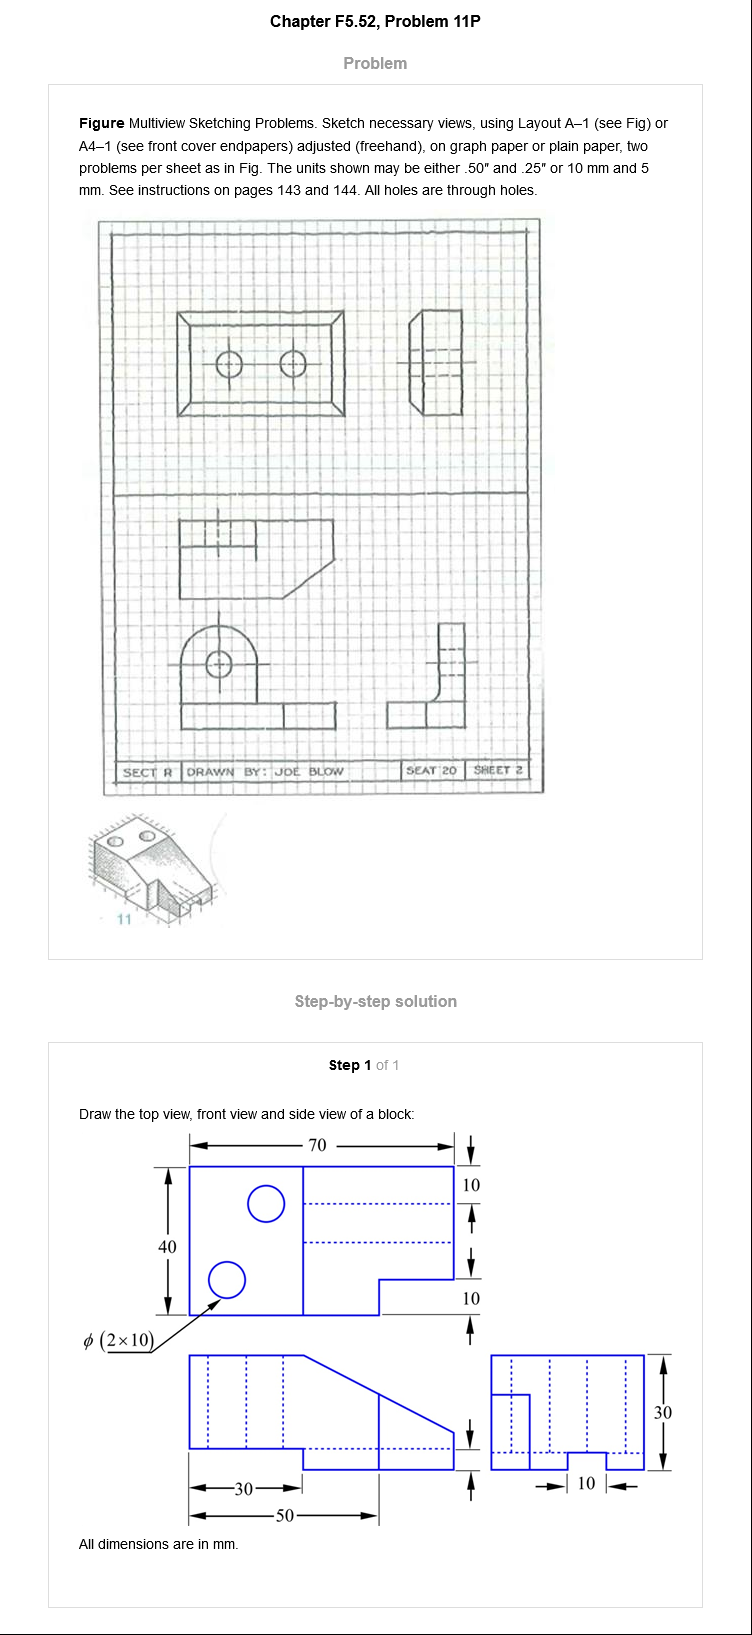 Chapter F5.52, Problem 11P
Problem
Figure Multiview Sketching Problems. Sketch necessary views, using Layout A–1 (see Fig) or
A4–1 (see front cover endpapers) adjusted (freehand), on graph paper or plain paper, two
problems per sheet as in Fig. The units shown may be either .50″ and .25″ or 10 mm and 5
mm. See instructions on pages 143 and 144. All holes are through holes.
SECT R DRAWN BY: JOE BLOW SEAT 20 SHEET 2
11
Step-by-step solution
Step 1 of 1
Draw the top view, front view and side view of a block:
70
10
40
10
ϕ (2×10)
30
10
30
50
All dimensions are in mm.